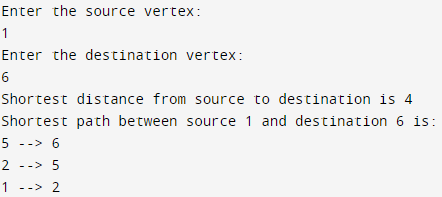 Enter the source vertex:
1
Enter the destination vertex:
6
Shortest distance from source to destination is 4
Shortest path between source 1 and destination 6 is:
5 --> 6
2 --> 5
1 --> 2